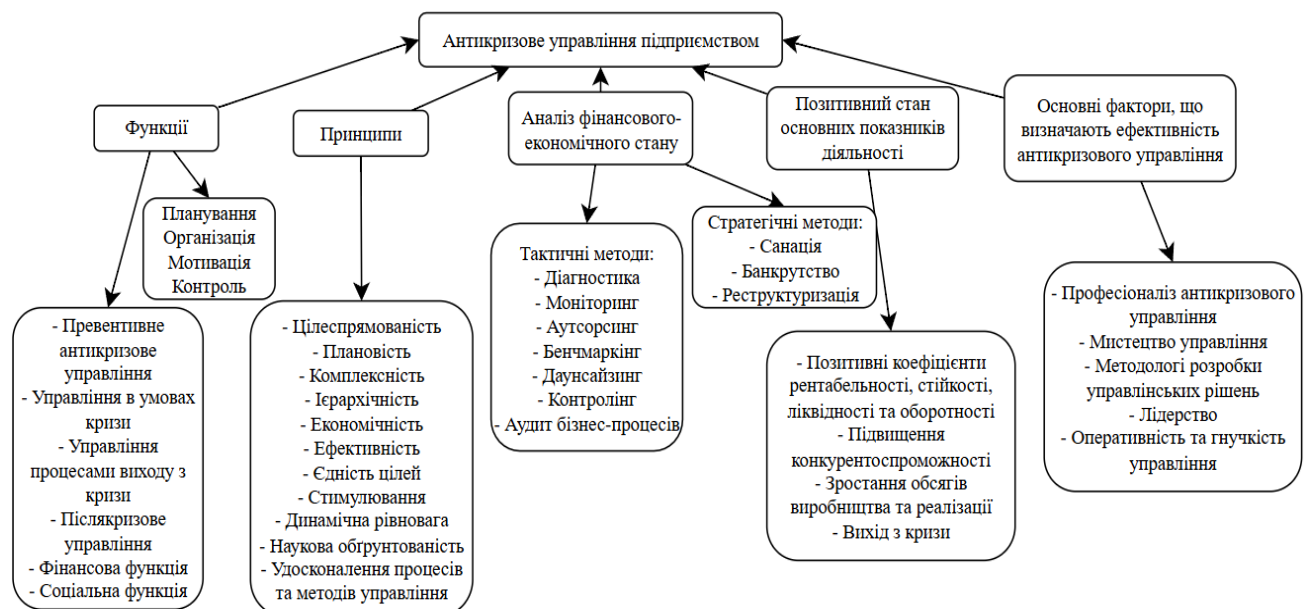 Антикризове управління підприємством
Функції
Принципи
Аналіз фінансового-
економічного стану
Позитивний стан
основних показників
діяльності
Основні фактори, що
визначають ефективність
антикризового управління
Планування
Організація
Мотивація
Контроль
Стратегічні методи:
- Санація
- Банкрутство
- Реструктуризація
- Превентивне
антикризове
управління
- Управління в умовах
кризи
- Управління
процесами виходу з
кризи
- Післякризове
управління
- Фінансова функція
- Соціальна функція
- Цілеспрямованість
- Плановість
- Комплексність
- Ієрархічність
- Економічність
- Ефективність
- Єдність цілей
- Стимулювання
- Динамічна рівновага
- Наукова обґрунтованість
- Удосконалення процесів
та методів управління
Тактичні методи:
- Діагностика
- Моніторинг
- Аутсорсинг
- Бенчмаркінг
- Даунсайзинг
- Контролінг
- Аудит бізнес-процесів
- Позитивні коефіцієнти
рентабельності, стійкості,
ліквідності та оборотності
- Підвищення
конкурентоспроможності
- Зростання обсягів
виробництва та реалізації
- Вихід з кризи
- Професіоналіз антикризового
управління
- Мистецтво управління
- Методологі розробки
управлінських рішень
- Лідерство
- Оперативність та гнучкість
управління